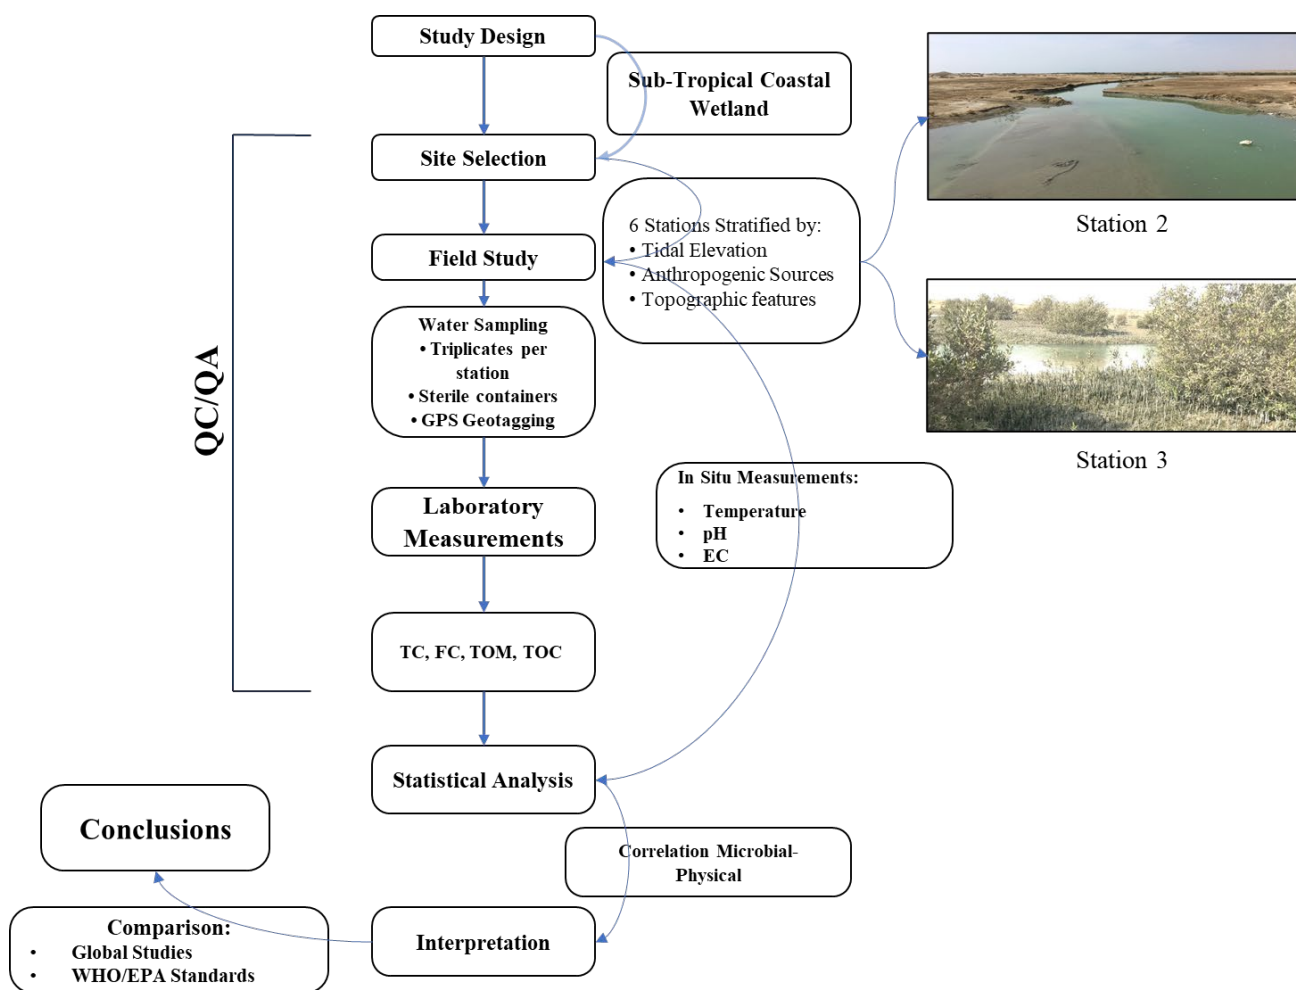 Study Design
Sub-Tropical Coastal
Wetland
Site Selection
6 Stations Stratified by:
• Tidal Elevation
• Anthropogenic Sources
• Topographic features
Station 2
Station 3
Field Study
Water Sampling
• Triplicates per
station
• Sterile containers
• GPS Geotagging
QC/QA
In Situ Measurements:
• Temperature
• pH
• EC
Laboratory
Measurements
TC, FC, TOM, TOC
Statistical Analysis
Correlation Microbial-
Physical
Interpretation
Comparison:
• Global Studies
• WHO/EPA Standards
Conclusions